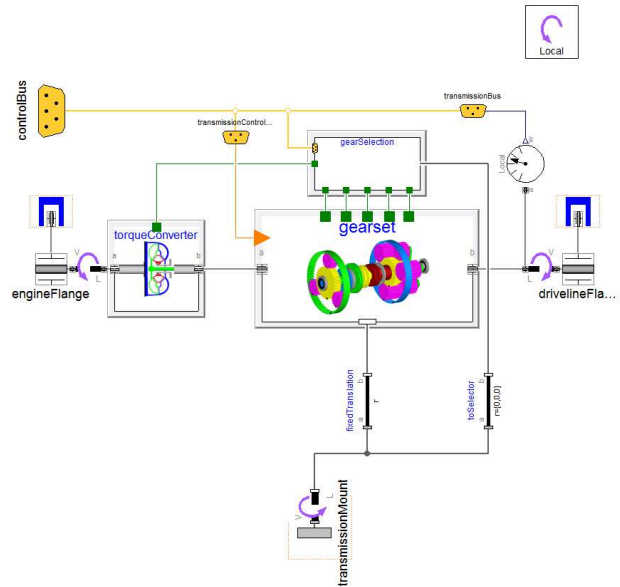 Local
controlBus
transmissionBus
transmissionControl...
gearSelection
Local
w
a
torqueConverter
a
b
gearset
a
b
V
L
engineFlange
V
L
drivelineFla...
fixedTranslation
b
a
r
toSelector
b
a
r={0,0,0}
L
V
transmissionMount